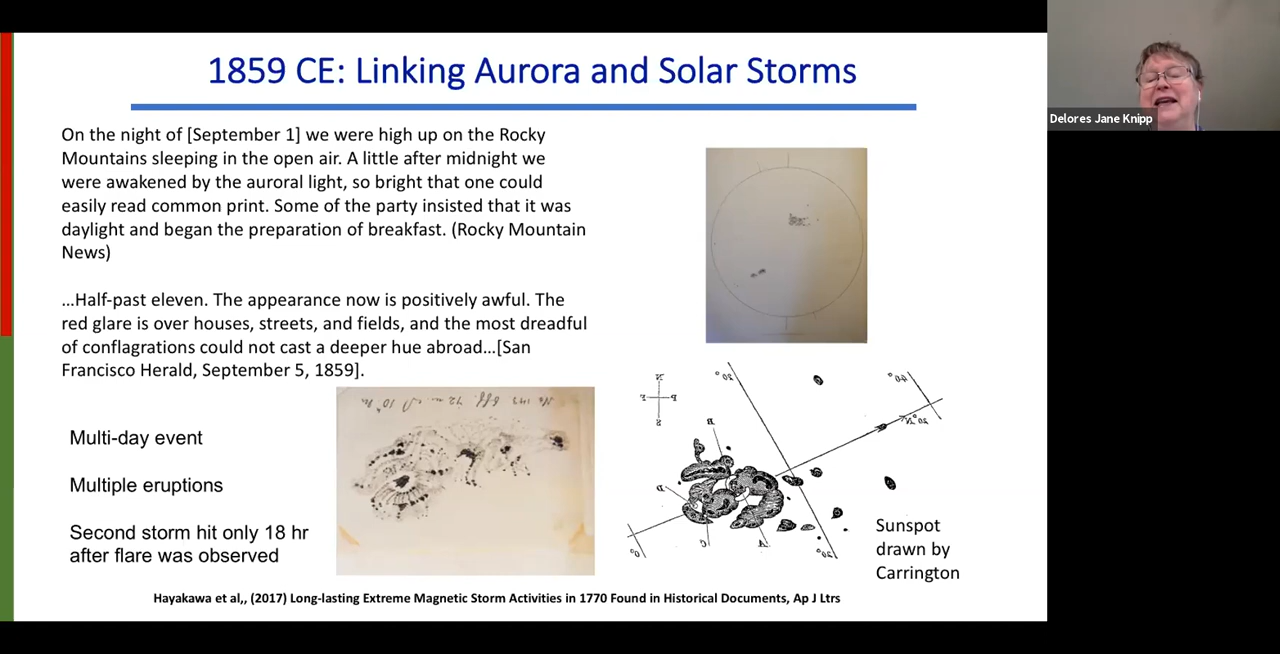 1859 CE: Linking Aurora and Solar Storms
Delores Jane Knipp
On the night of [September 1] we were high up on the Rocky
Mountains sleeping in the open air. A little after midnight we
were awakened by the auroral light, so bright that one could
easily read common print. Some of the party insisted that it was
daylight and began the preparation of breakfast. (Rocky Mountain
News)
...Half-past eleven. The appearance now is positively awful. The
red glare is over houses, streets, and fields, and the most dreadful
of conflagrations could not cast a deeper hue abroad...[San
Francisco Herald, September 5, 1859].
Multi-day event
Multiple eruptions
Second storm hit only 18 hr
after flare was observed
Sunspot
drawn by
Carrington
Hayakawa et al,, (2017) Long-lasting Extreme Magnetic Storm Activities in 1770 Found in Historical Documents, Ap J Ltrs